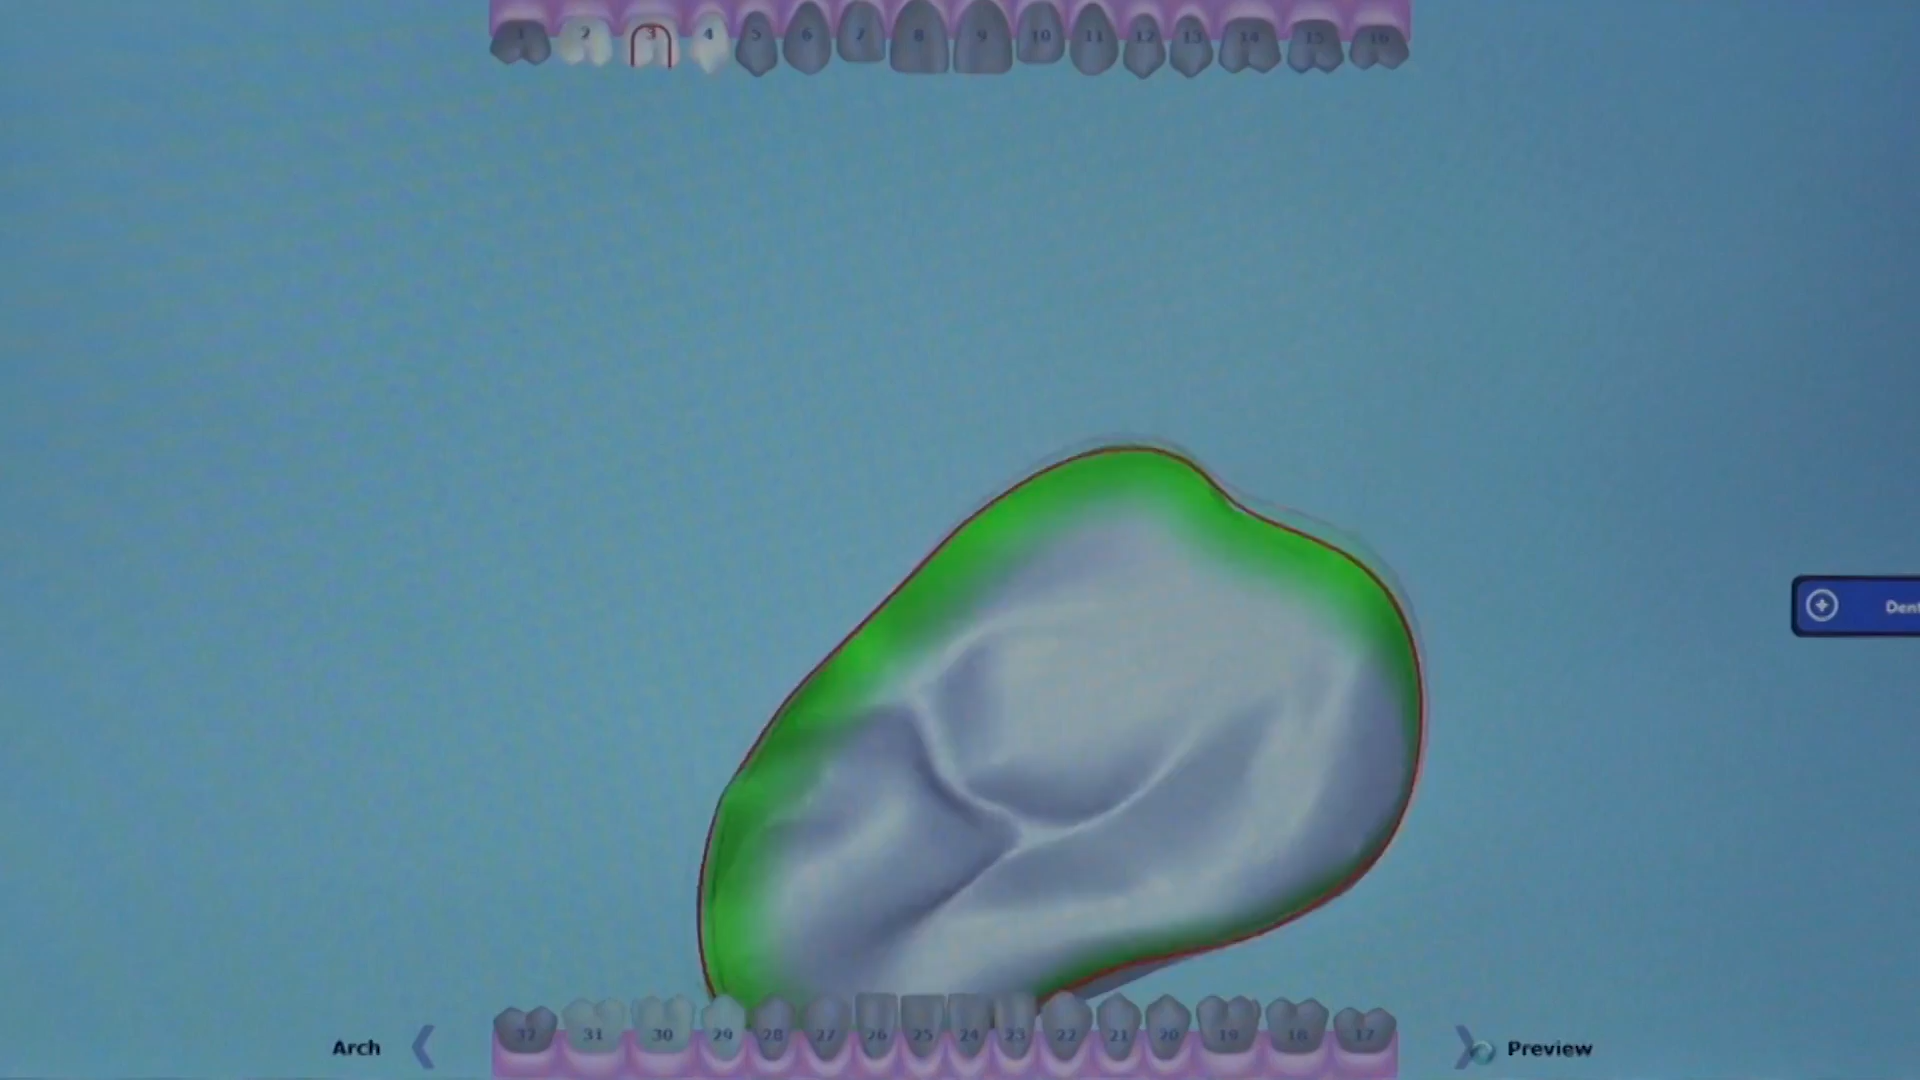 1 2 3 4 5 6 7 8 9 10 11 12 13 14 15 16
Dent
32 31 30 29 28 27 26 25 24 23 22 21 20 19 18 17
Arch
Preview